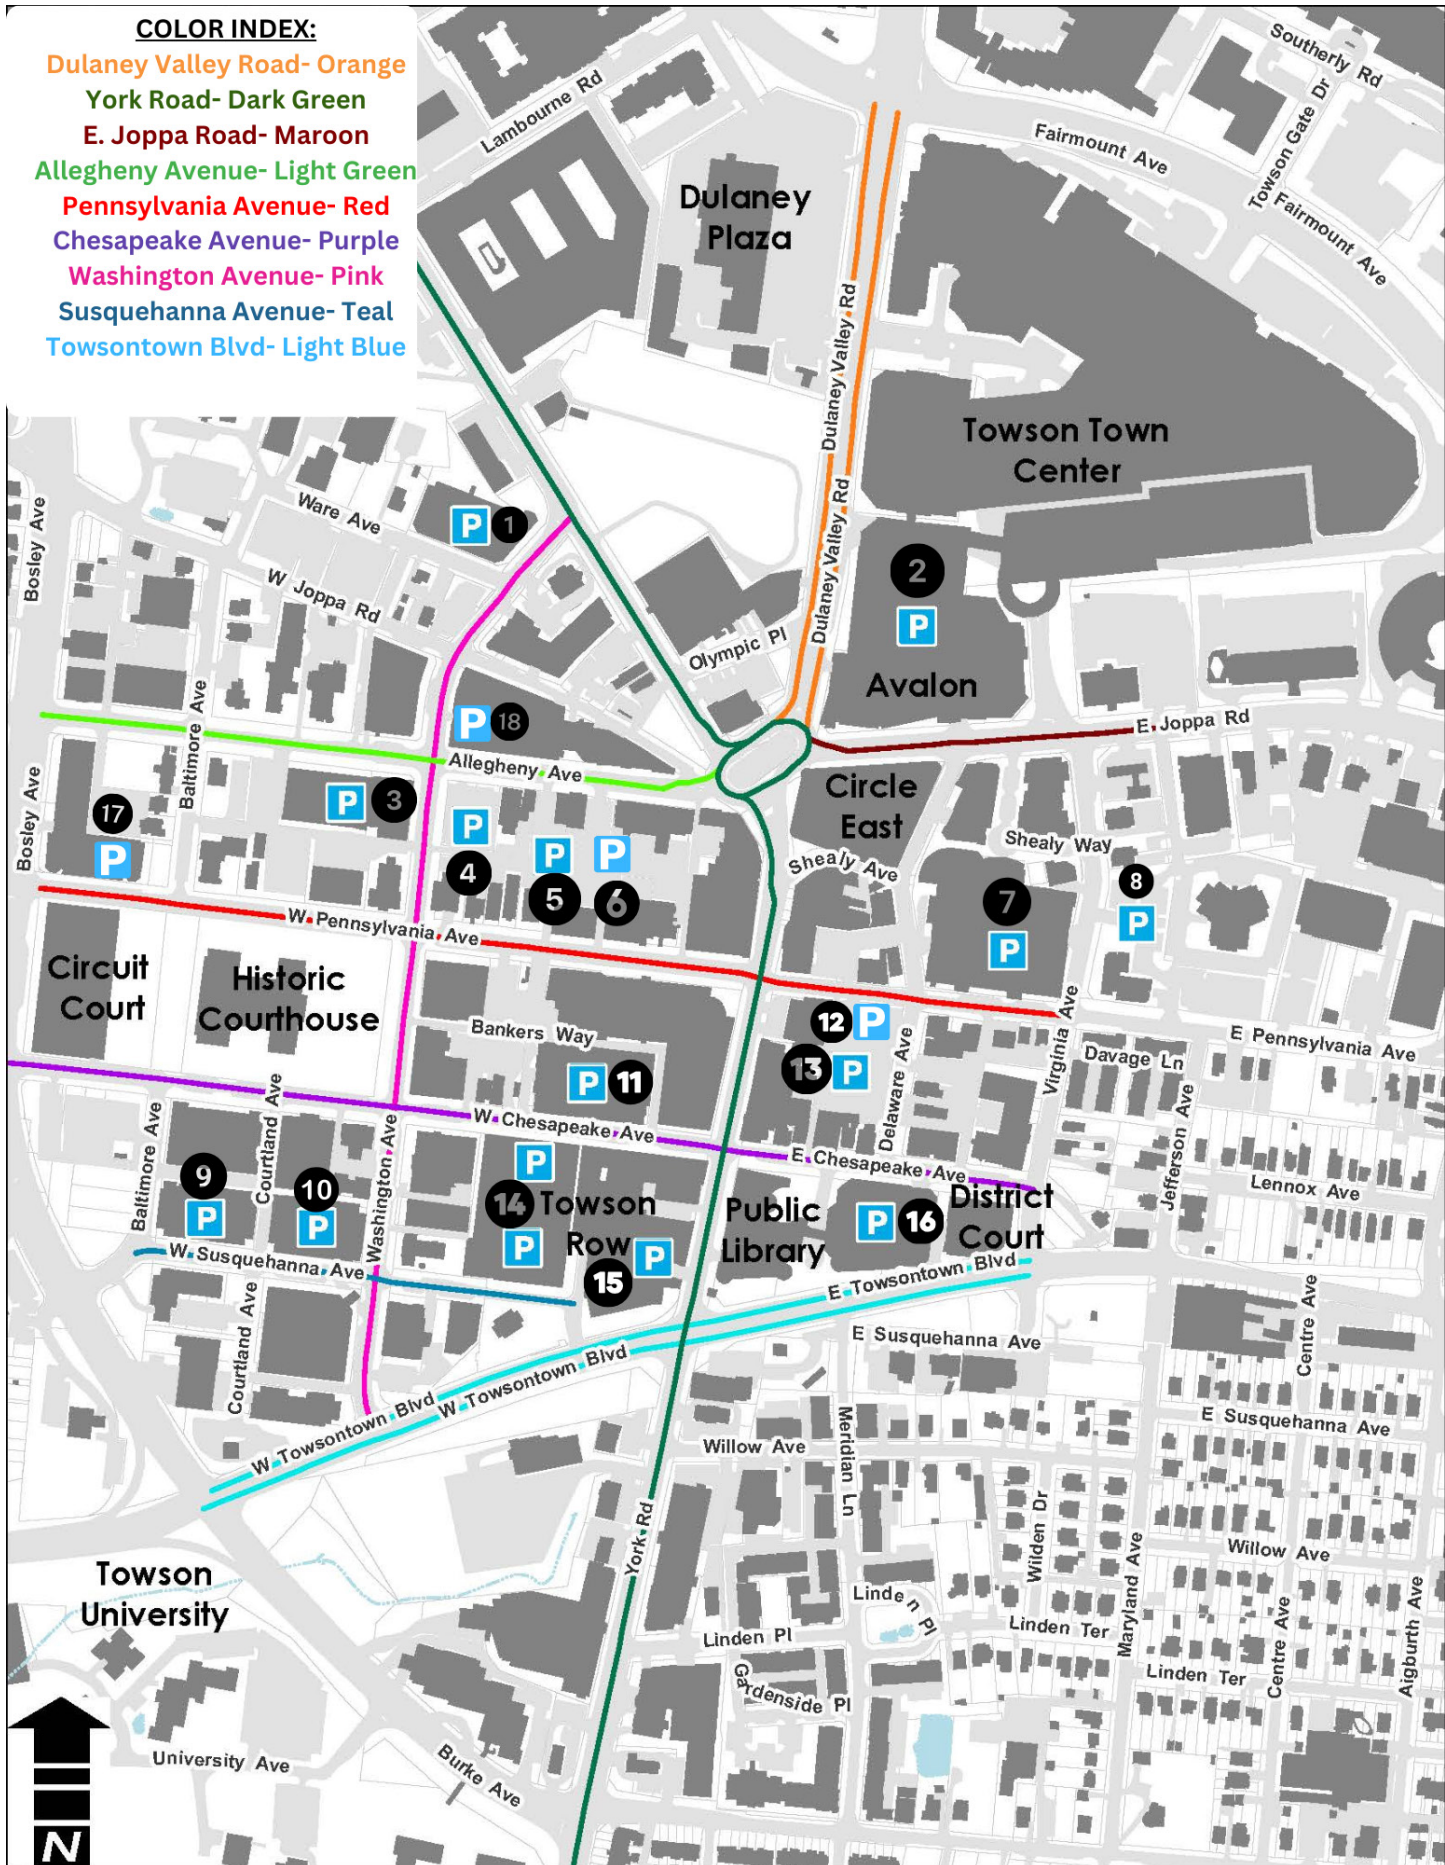 COLOR INDEX:
Dulaney Valley Road- Orange
York Road- Dark Green
E. Joppa Road- Maroon
Allegheny Avenue- Light Green
Pennsylvania Avenue- Red
Chesapeake Avenue- Purple
Washington Avenue- Pink
Susquehanna Avenue- Teal
Towsontown Blvd- Light Blue
Southerly Rd
Towson Gate Dr
Lambourne Rd
Fairmount Ave
Fairmount Ave
Dulaney
Plaza
Dulaney Valley Rd
Dulaney Valley Rd
Dulaney Valley Rd
Dulaney Valley Rd
Towson Town
Center
Bosley Ave
Ware Ave
P 1
W Joppa Rd
2
P
Olympic Pl
Avalon
Baltimore Ave
P 18
E Joppa Rd
Allegheny Ave
Bosley Ave
17
P
P 3
P
4
P
5
P
6
Circle
East
Shealy Ave
Shealy Way
7
P
8
P
W Pennsylvania Ave
Circuit
Court
Historic
Courthouse
Bankers Way
12 P
13 P
Delaware Ave
Virginia Ave
E Pennsylvania Ave
Davage Ln
P 11
W Chesapeake Ave
Baltimore Ave
Courtland Ave
Washington Ave
E Chesapeake Ave
Jefferson Ave
Lennox Ave
9
P
10
P
P
14
P
Towson
Row
P
15
Public
Library
P 16
District
Court
W Susquehanna Ave
Courtland Ave
E Towsontown Blvd
E Susquehanna Ave
Centre Ave
W Towsontown Blvd
W Towsontown Blvd
E Susquehanna Ave
Willow Ave
Meridian Ln
York Rd
Wilden Dr
Maryland Ave
Willow Ave
Towson
University
Linden Pl
Linden Pl
Linden Ter
Linden Ter
Centre Ave
Aigburth Ave
Gardenside Pl
University Ave
Burke Ave
N